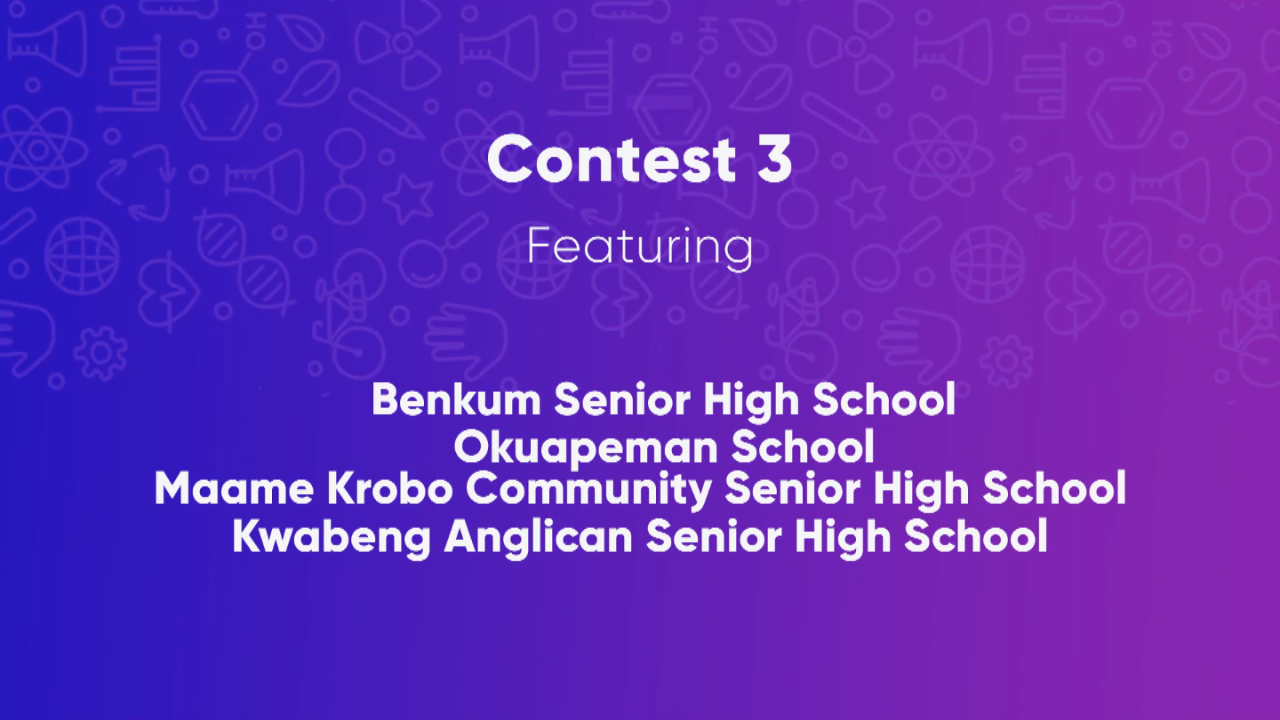 Contest 3
Featuring
Benkum Senior High School
Okuapeman School
Maame Krobo Community Senior High School
Kwabeng Anglican Senior High School